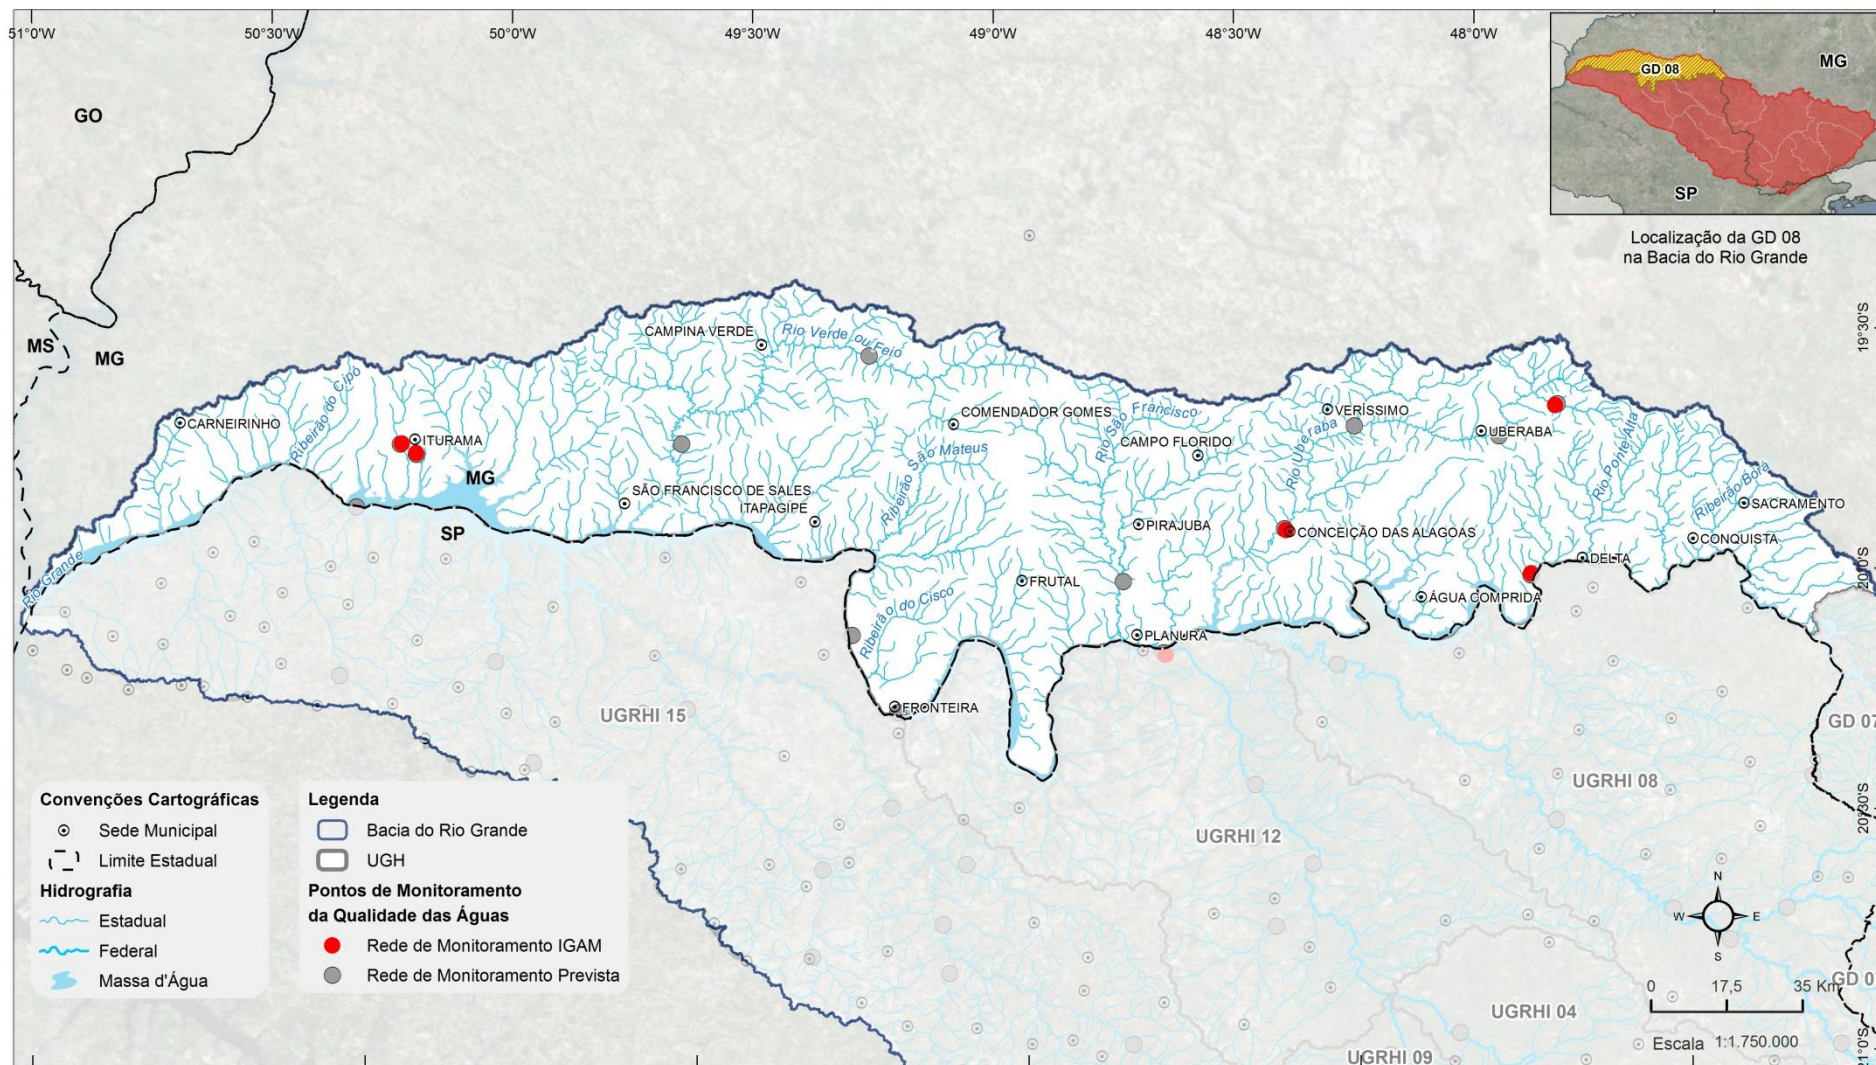 51°0'W
50°30'W
50°0'W
49°30'W
49°0'W
48°30'W
48°0'W
GD 08
MG
SP
Localização da GD 08
na Bacia do Rio Grande
GO
MS
MG
19°30'S
20°0'S
20°30'S
21°0'S
CAMPINA VERDE
Rio Verde ou Feio
Ribeirão do Cipó
CARNEIRINHO
ITURAMA
COMENDADOR GOMES
Rio São Francisco
CAMPO FLORIDO
VERÍSSIMO
Rio Uberaba
UBERABA
Rio Ponte Alta
Ribeirão São Mateus
MG
SÃO FRANCISCO DE SALES
ITAPAGIPE
SP
Ribeirão Borá
SACRAMENTO
PIRAJUBA
CONCEIÇÃO DAS ALAGOAS
CONQUISTA
DELTA
Rio Grande
FRUTAL
ÁGUA COMPRIDA
Ribeirão do Cisco
PLANURA
FRONTEIRA
UGRHI 15
GD 07
UGRHI 08
UGRHI 12
UGRHI 04
UGRHI 09
GD 0
Convenções Cartográficas
Sede Municipal
Limite Estadual
Hidrografia
Estadual
Federal
Massa d'Água
Legenda
Bacia do Rio Grande
UGH
Pontos de Monitoramento
da Qualidade das Águas
Rede de Monitoramento IGAM
Rede de Monitoramento Prevista
N
W
E
S
0 17,5 35 Km
Escala 1:1.750.000